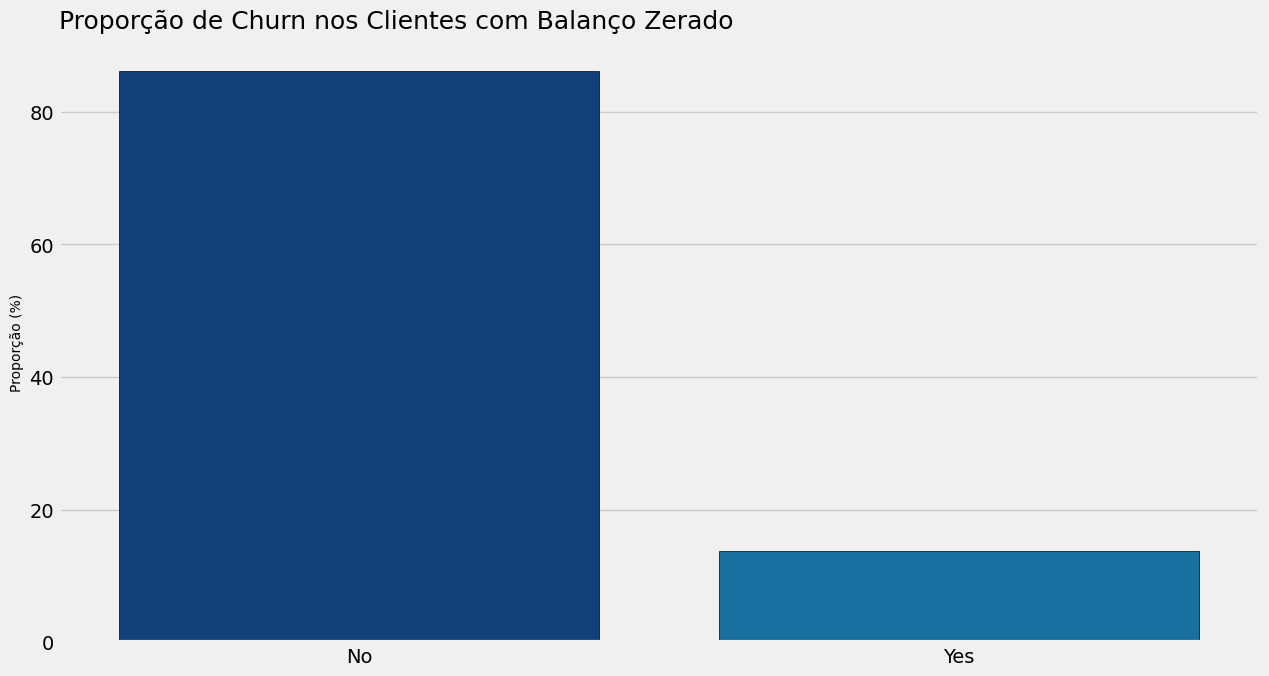 Proporção de Churn nos Clientes com Balanço Zerado
80
60
40
20
0
Proporção (%)
No
Yes